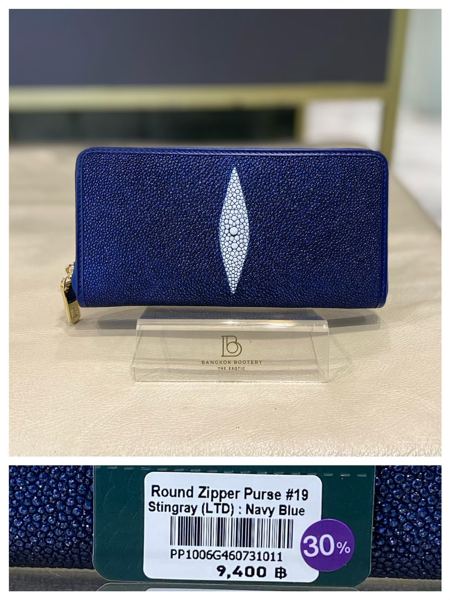 B
BANGKOK BOOTERY
THE EXOTIC
Round Zipper Purse #19
Stingray (LTD) : Navy Blue
PP1006G460731011
9,400 ฿
30%